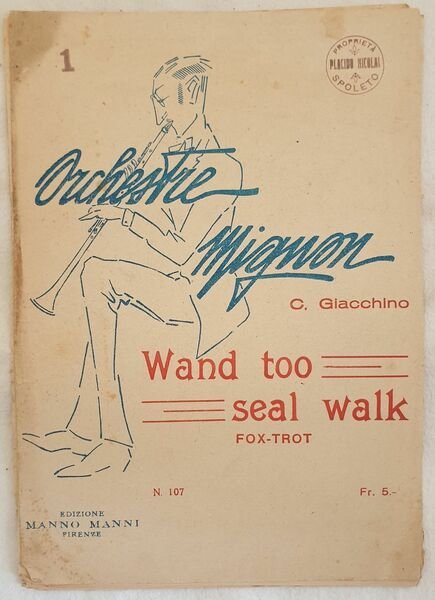 1
PROPRIETÀ
PLACIDO NICOLAI
SPOLETO
Orchestre
Mignon
C. Giacchino
Wand too
seal walk
FOX-TROT
N. 107
Fr. 5.-
EDIZIONE
MANNO MANNI
FIRENZE